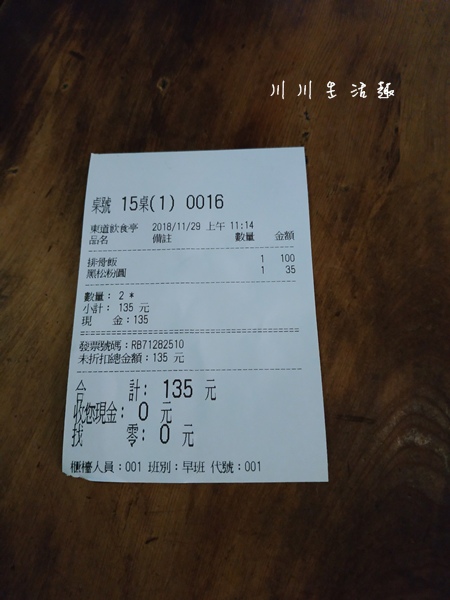 川川生活趣
桌號 15桌(1) 0016
東道飲食亭 2018/11/29 上午 11:14
品名 備註 數量 金額
排骨飯 1 100
黑松粉圓 1 35
數量: 2 *
小計: 135 元
現 金:135
發票號碼:RB71282510
未折扣總金額:135 元
合 計: 135 元
收您現金: 0 元
找 零: 0 元
櫃檯人員:001 班別:早班 代號:001